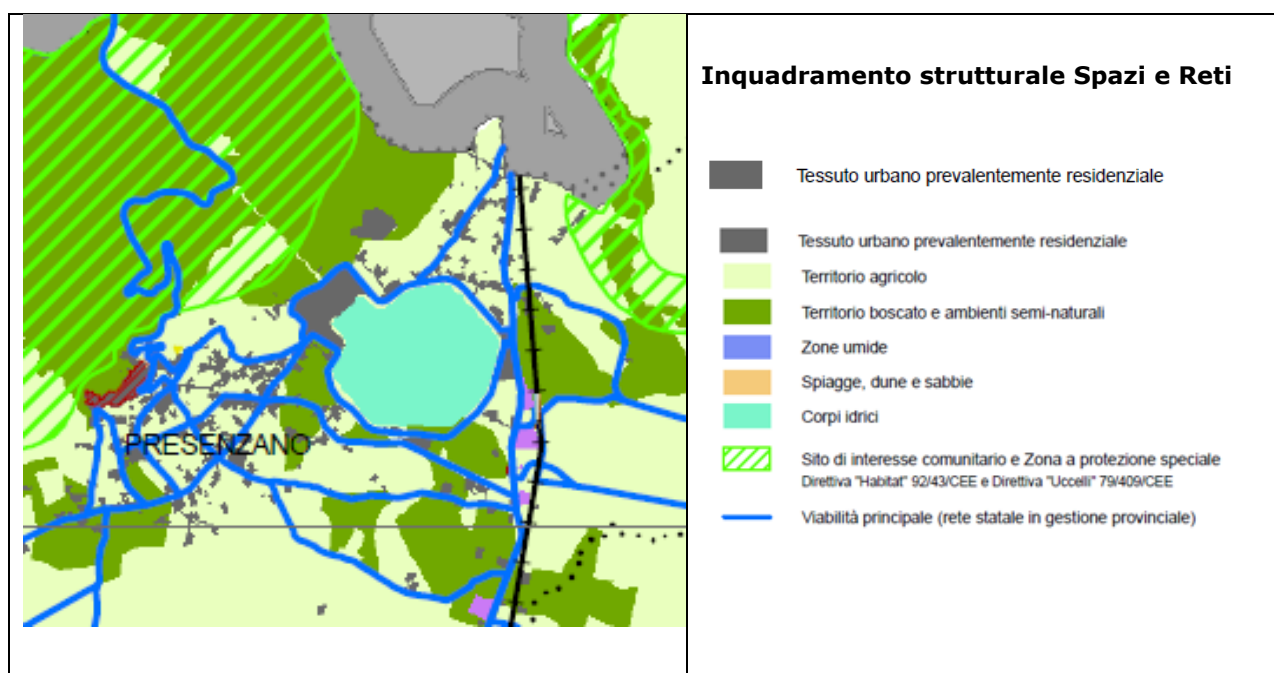 Inquadramento strutturale Spazi e Reti
Tessuto urbano prevalentemente residenziale
Tessuto urbano prevalentemente residenziale
Territorio agricolo
Territorio boscato e ambienti semi-naturali
Zone umide
Spiagge, dune e sabbie
Corpi idrici
Sito di interesse comunitario e Zona a protezione speciale
Direttiva "Habitat" 92/43/CEE e Direttiva "Uccelli" 79/409/CEE
Viabilità principale (rete statale in gestione provinciale)
PRESENZANO